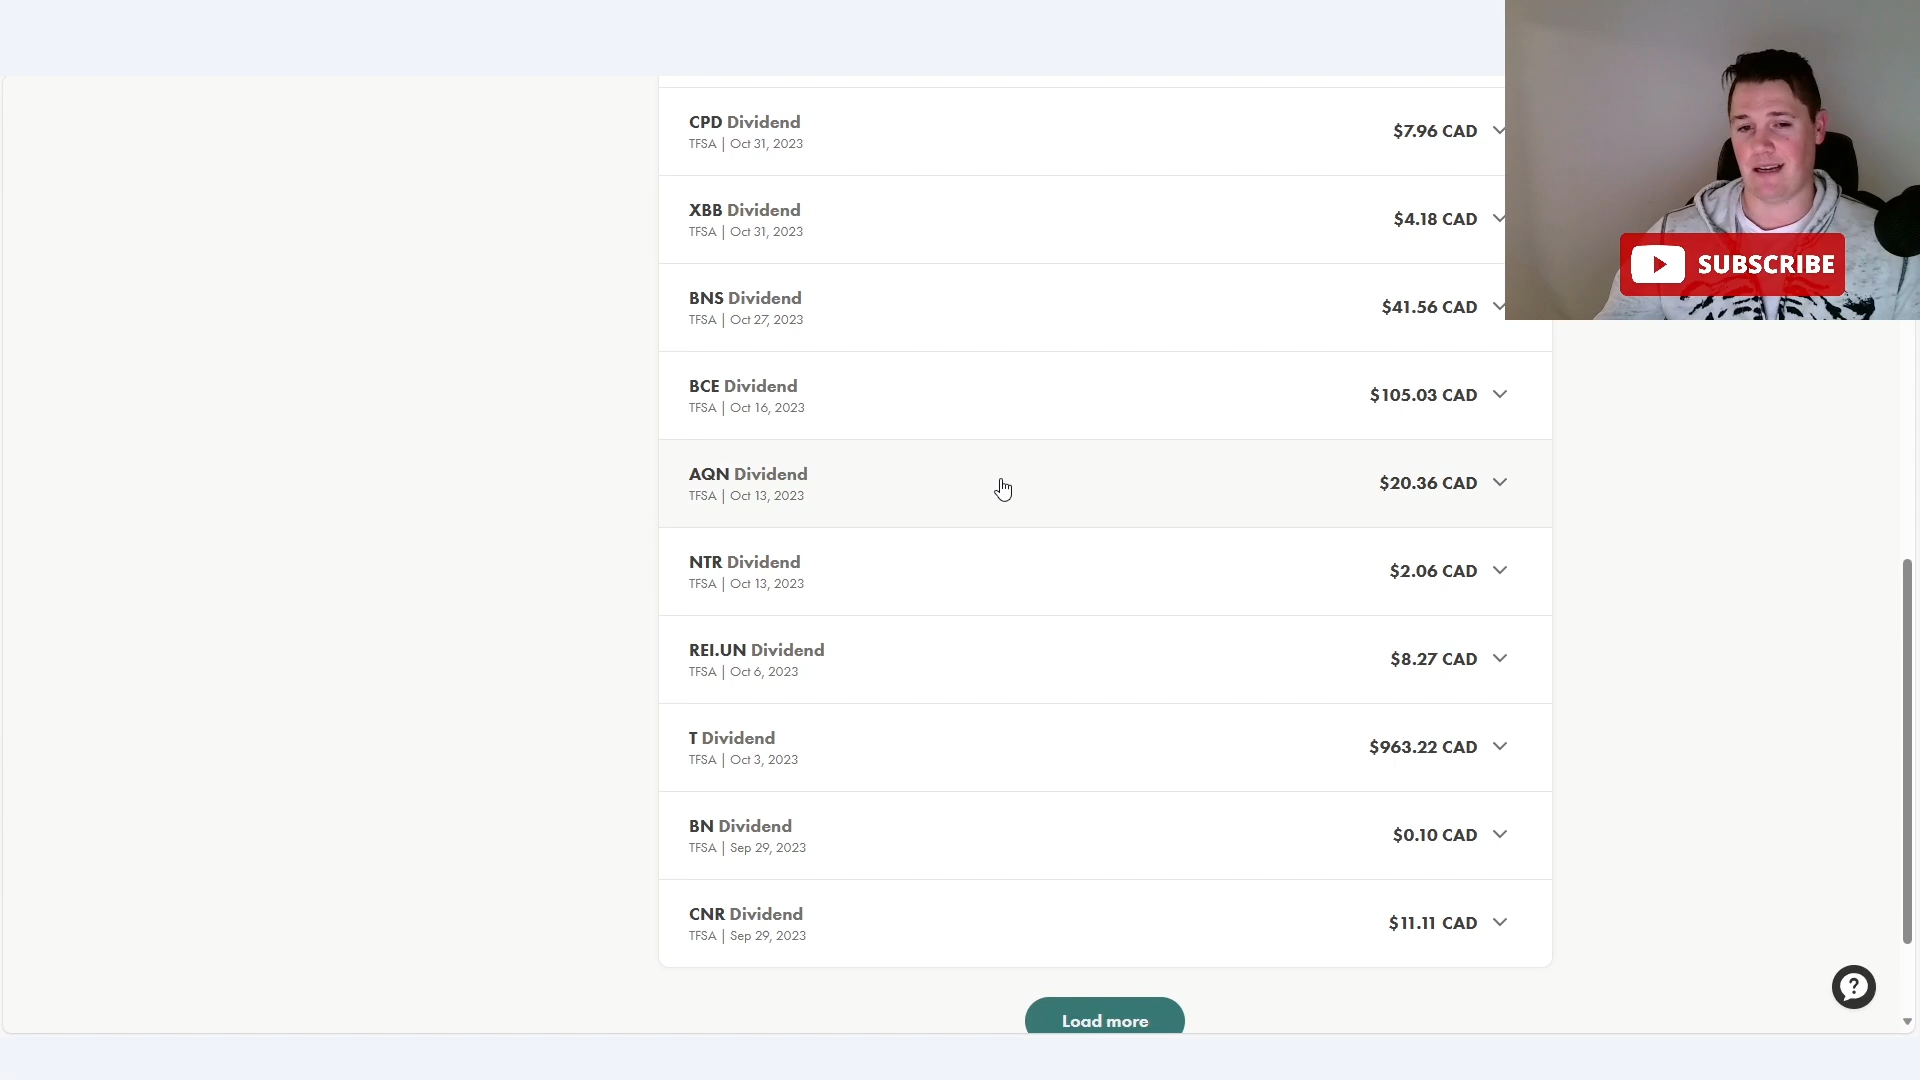 CPD Dividend
$7.96 CAD
TFSA | Oct 31, 2023
XBB Dividend
$4.18 CAD
TFSA | Oct 31, 2023
SUBSCRIBE
BNS Dividend
$41.56 CAD
TFSA | Oct 27, 2023
BCE Dividend
$105.03 CAD
TFSA | Oct 16, 2023
AQN Dividend
$20.36 CAD
TFSA | Oct 13, 2023
NTR Dividend
$2.06 CAD
TFSA | Oct 13, 2023
REI.UN Dividend
$8.27 CAD
TFSA | Oct 6, 2023
T Dividend
$963.22 CAD
TFSA | Oct 3, 2023
BN Dividend
$0.10 CAD
TFSA | Sep 29, 2023
CNR Dividend
$11.11 CAD
TFSA | Sep 29, 2023
?
Load more